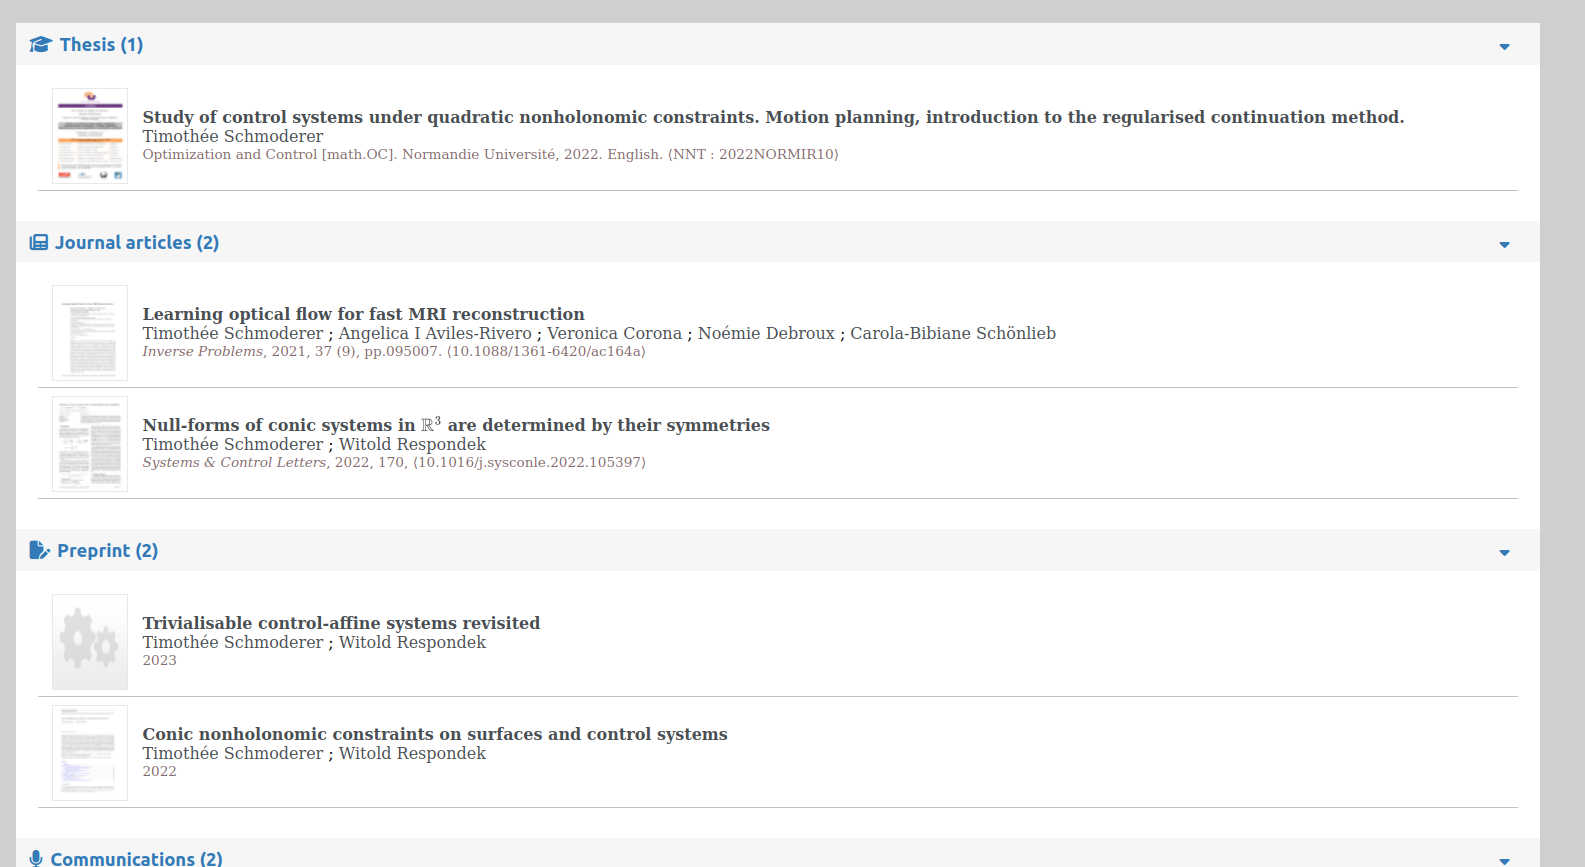 Thesis (1)
Study of control systems under quadratic nonholonomic constraints. Motion planning, introduction to the regularised continuation method.
Timothée Schmoderer
Optimization and Control [math.OC]. Normandie Université, 2022. English. ⟨NNT : 2022NORMIR10⟩
Journal articles (2)
Learning optical flow for fast MRI reconstruction
Timothée Schmoderer ; Angelica I Aviles-Rivero ; Veronica Corona ; Noémie Debroux ; Carola-Bibiane Schönlieb
Inverse Problems, 2021, 37 (9), pp.095007. ⟨10.1088/1361-6420/ac164a⟩
Null-forms of conic systems in ℝ³ are determined by their symmetries
Timothée Schmoderer ; Witold Respondek
Systems & Control Letters, 2022, 170, ⟨10.1016/j.sysconle.2022.105397⟩
Preprint (2)
Trivialisable control-affine systems revisited
Timothée Schmoderer ; Witold Respondek
2023
Conic nonholonomic constraints on surfaces and control systems
Timothée Schmoderer ; Witold Respondek
2022
Communications (2)